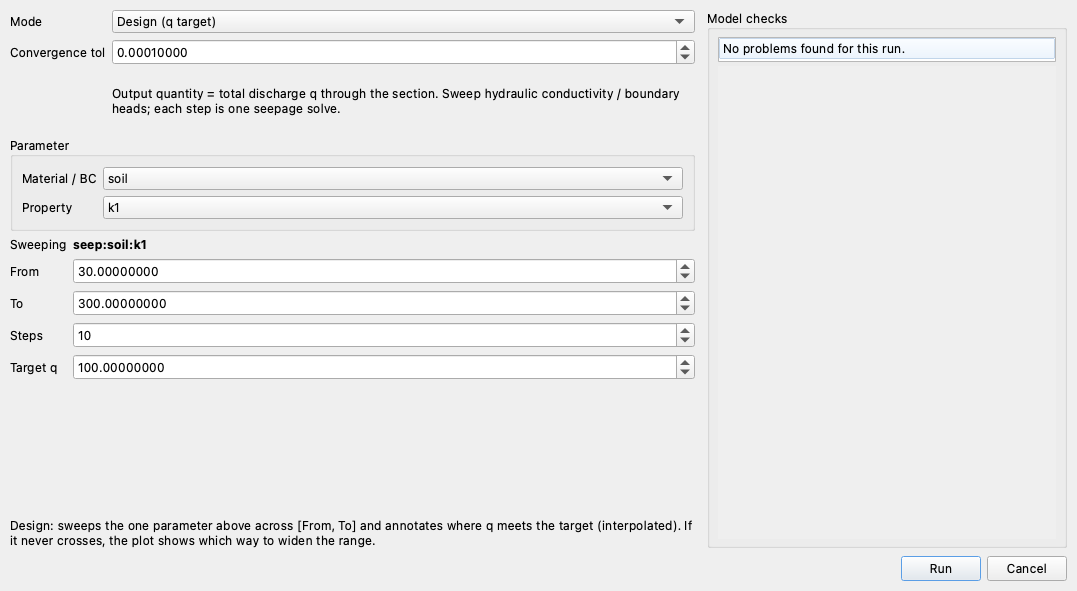 Mode
Design (q target)
Convergence tol
0.00010000
Output quantity = total discharge q through the section. Sweep hydraulic conductivity / boundary
heads; each step is one seepage solve.
Parameter
Material / BC
soil
Property
k1
Sweeping seep:soil:k1
From
30.00000000
To
300.00000000
Steps
10
Target q
100.00000000
Design: sweeps the one parameter above across [From, To] and annotates where q meets the target (interpolated). If
it never crosses, the plot shows which way to widen the range.
Model checks
No problems found for this run.
Run
Cancel